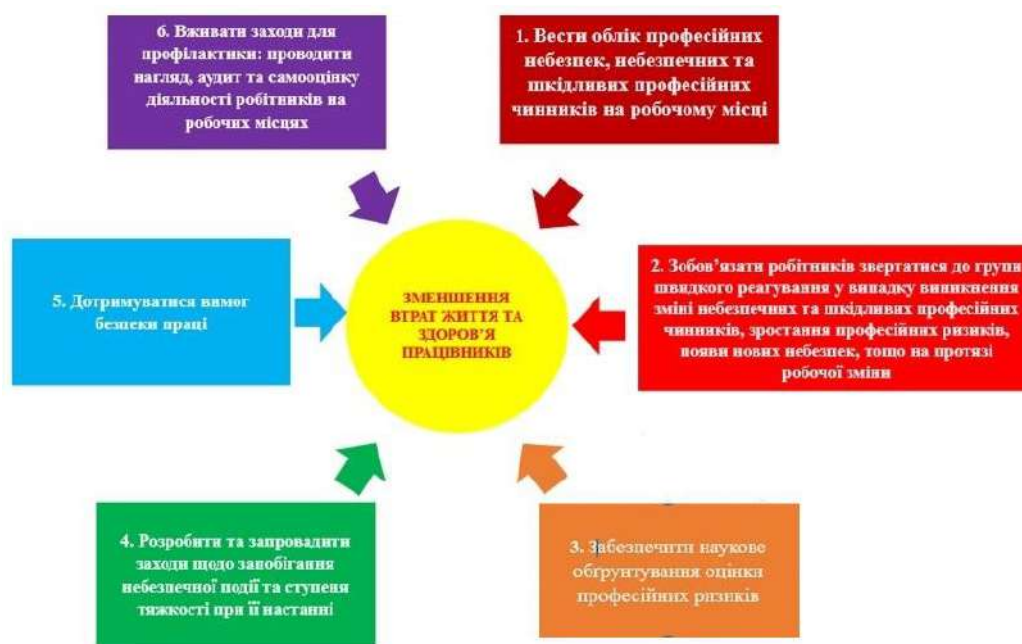 6. Вживати заходи для
профілактики: проводити
нагляд, аудит та самооцінку
діяльності робітників на
робочих місцях
1. Вести облік професійних
небезпек, небезпечних та
шкідливих професійних
чинників на робочому місці
5. Дотримуватися вимог
безпеки праці
ЗМЕНШЕННЯ
ВТРАТ ЖИТТЯ ТА
ЗДОРОВ’Я
ПРАЦІВНИКІВ
2. Зобов’язати робітників звертатися до групи
швидкого реагування у випадку виникнення
зміні небезпечних та шкідливих професійних
чинників, зростання професійних ризиків,
появи нових небезпек, тощо на протязі
робочої зміни
4. Розробити та запровадити
заходи щодо запобігання
небезпечної події та ступеня
тяжкості при її настанні
3. Забезпечити наукове
обґрунтування оцінки
професійних ризиків